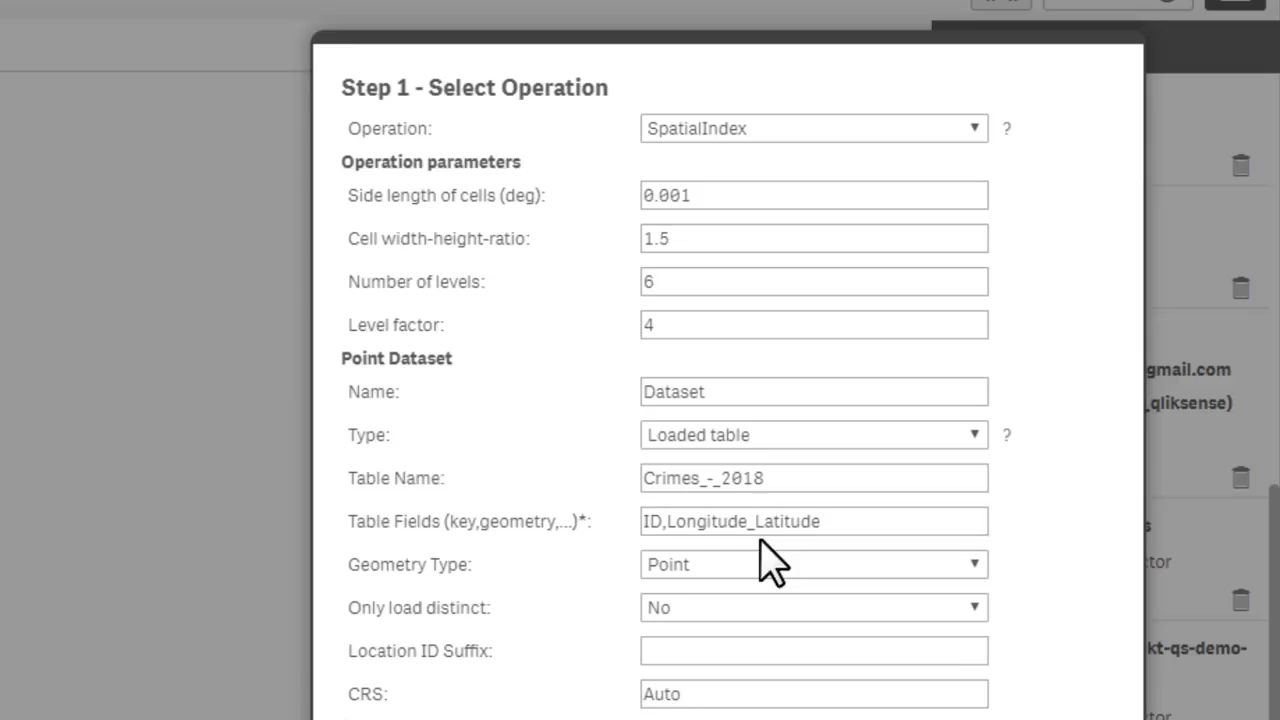 Step 1 - Select Operation
Operation: SpatialIndex ?
Operation parameters
Side length of cells (deg): 0.001
Cell width-height-ratio: 1.5
Number of levels: 6
Level factor: 4
Point Dataset
Name: Dataset
Type: Loaded table ?
Table Name: Crimes_-_2018
Table Fields (key,geometry,...)*: ID,Longitude_Latitude
Geometry Type: Point
Only load distinct: No
Location ID Suffix:
CRS: Auto
gmail.com
_qliksense)
s
tor
kt-qs-demo-
tor